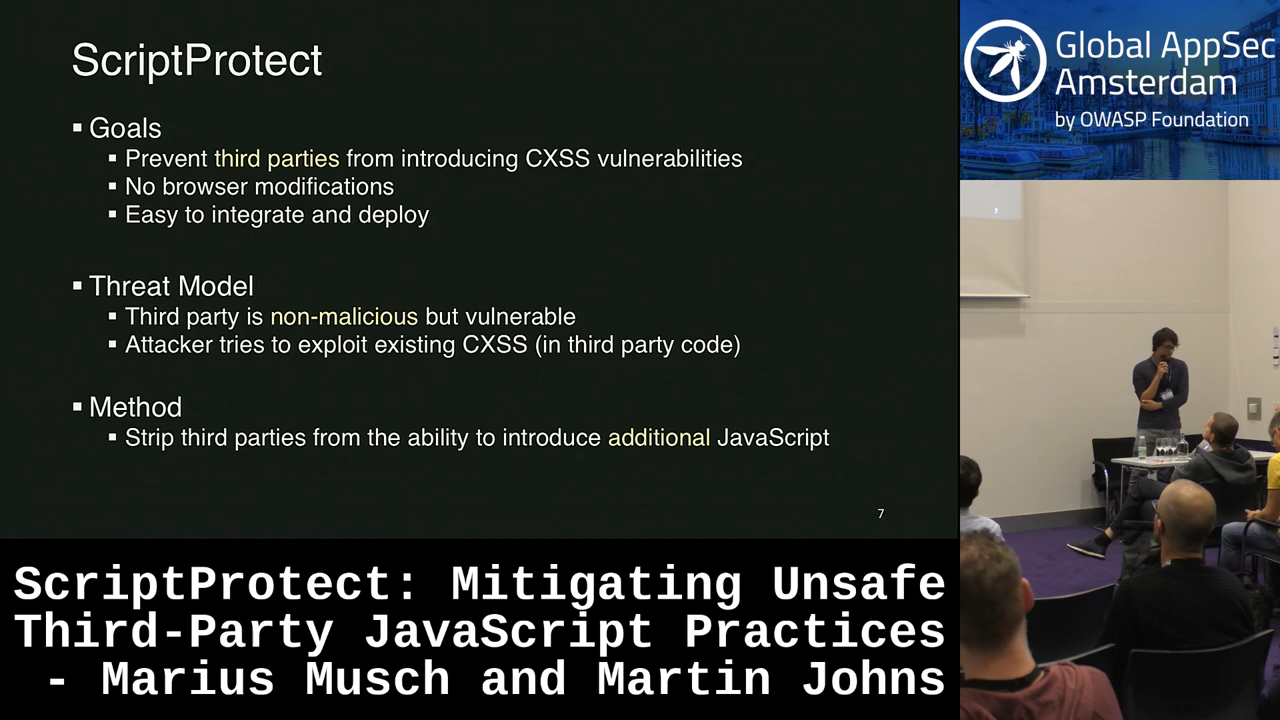 ScriptProtect
▪ Goals
▪ Prevent third parties from introducing CXSS vulnerabilities
▪ No browser modifications
▪ Easy to integrate and deploy
▪ Threat Model
▪ Third party is non-malicious but vulnerable
▪ Attacker tries to exploit existing CXSS (in third party code)
▪ Method
▪ Strip third parties from the ability to introduce additional JavaScript
7
ScriptProtect: Mitigating Unsafe
Third-Party JavaScript Practices
- Marius Musch and Martin Johns
Global AppSec
Amsterdam
by OWASP Foundation